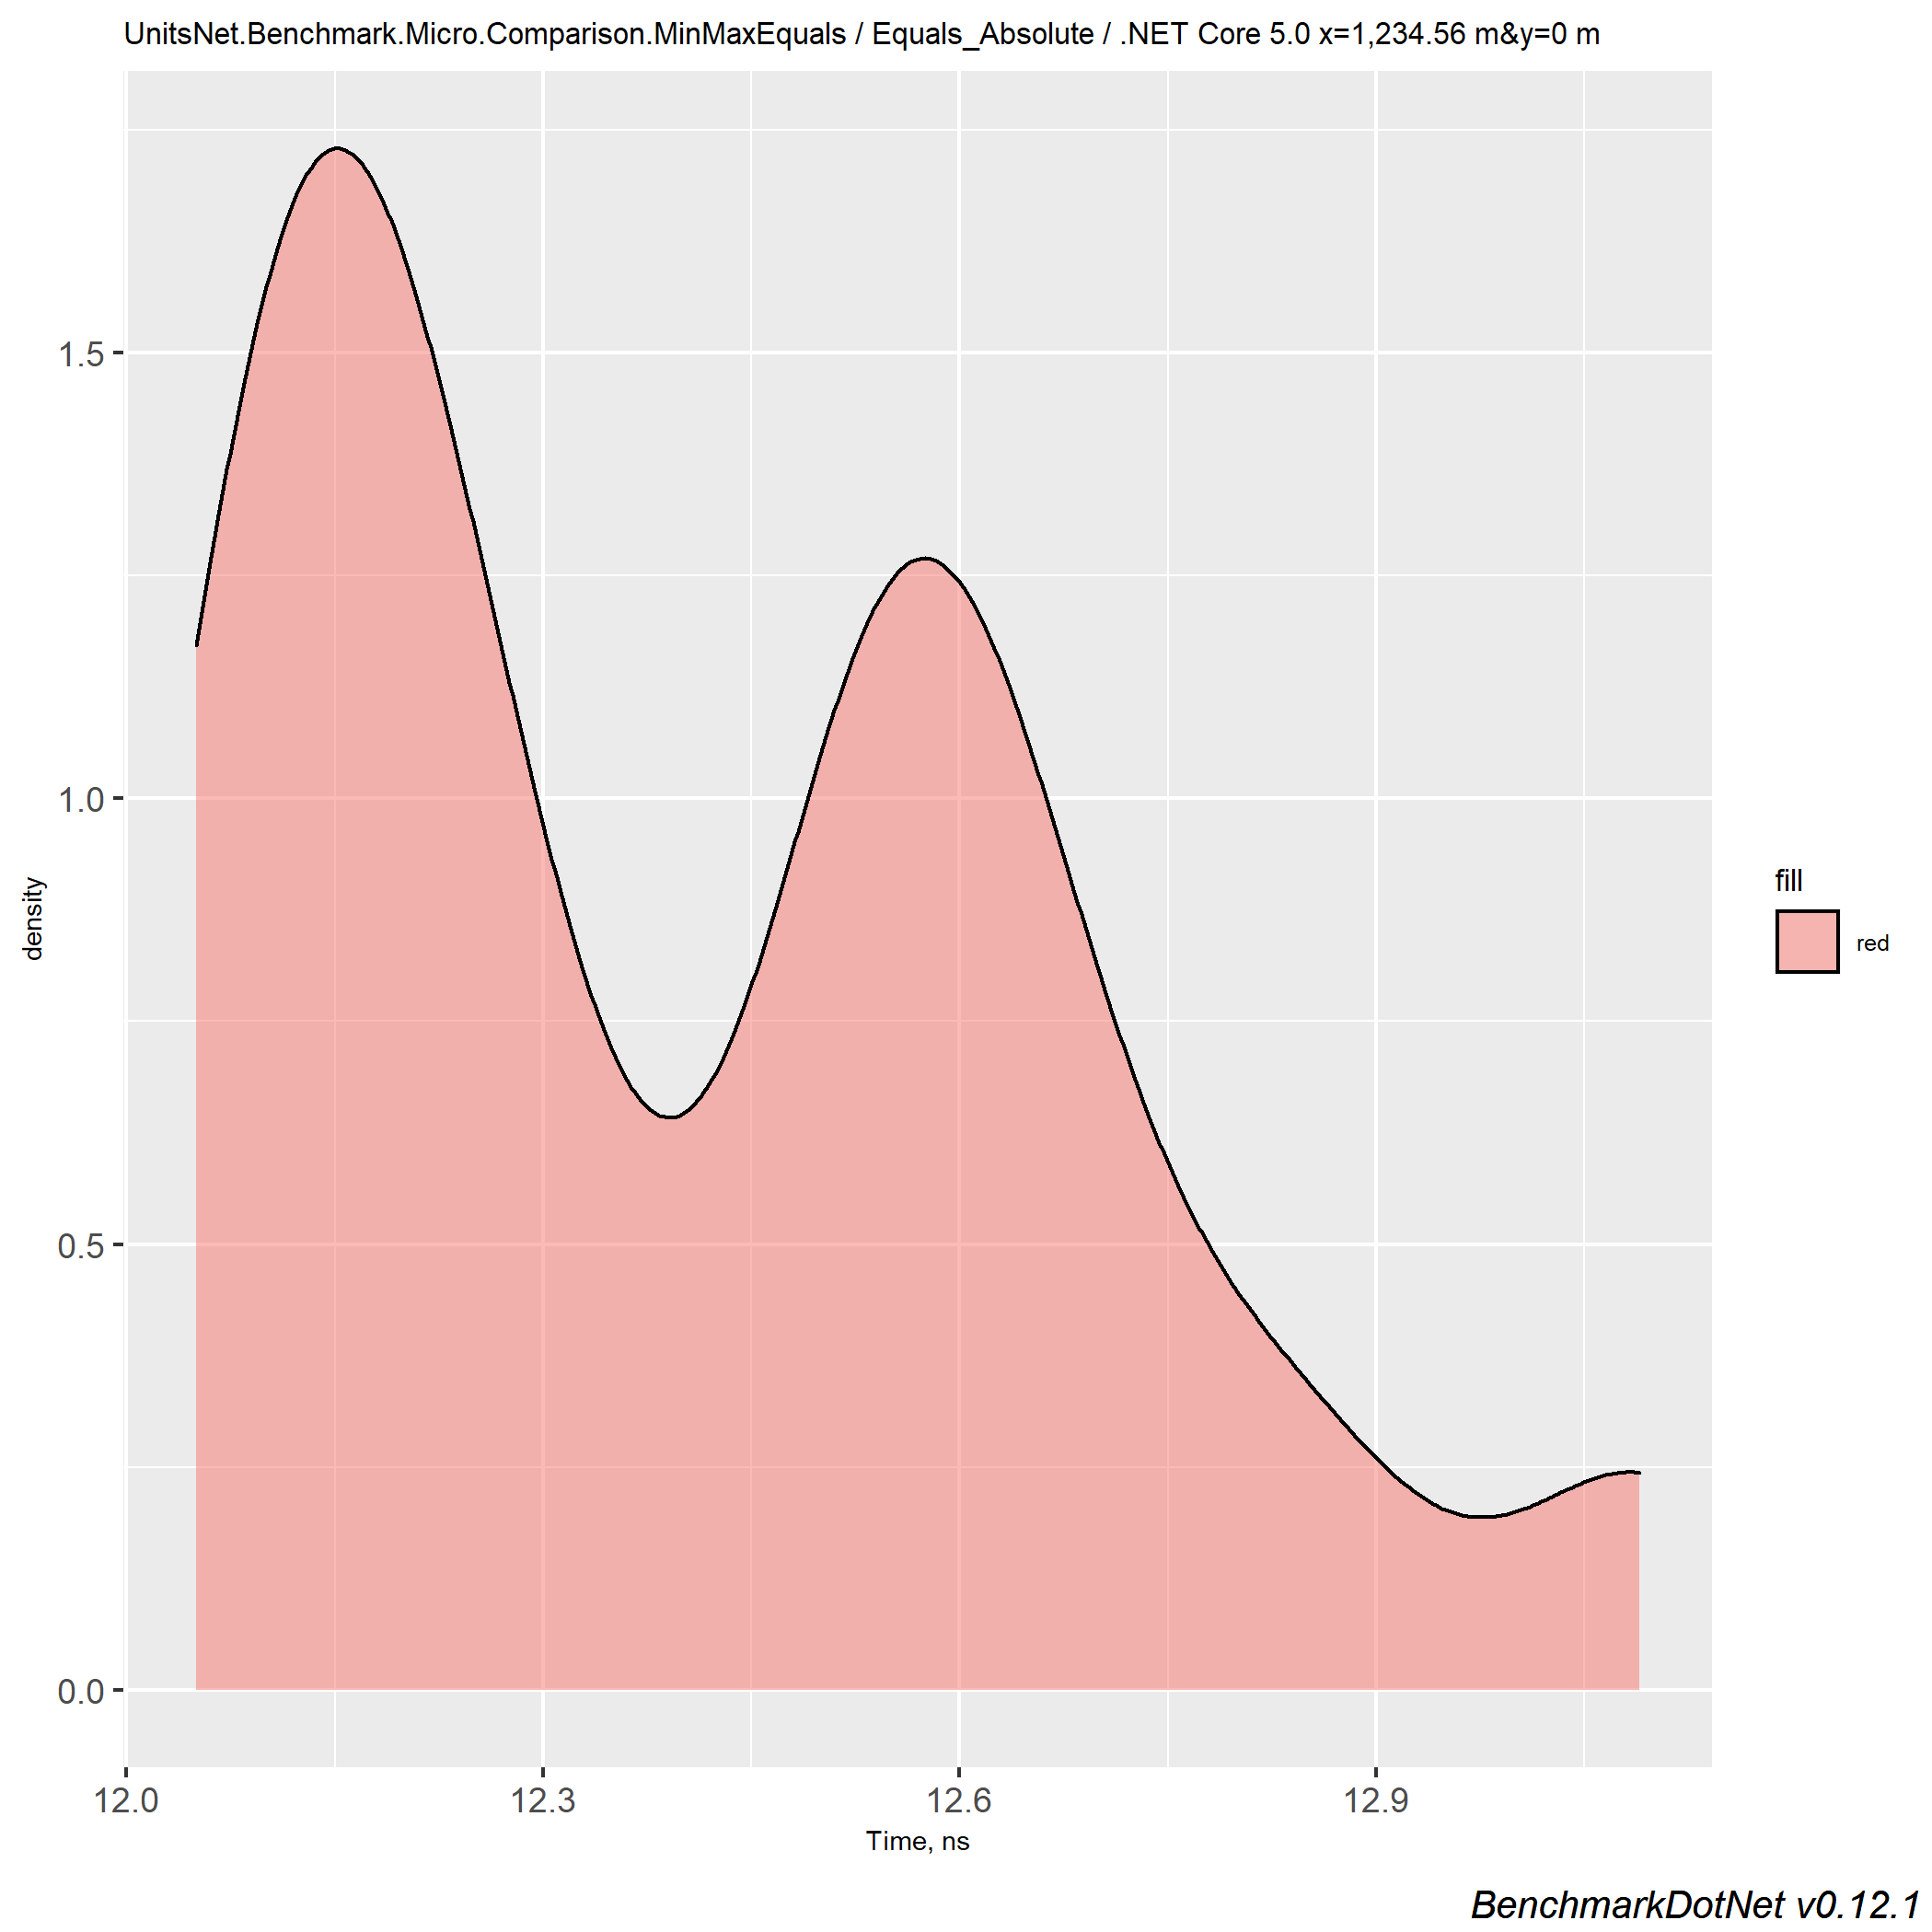 UnitsNet.Benchmark.Micro.Comparison.MinMaxEquals / Equals_Absolute / .NET Core 5.0 x=1,234.56 m&y=0 m
1.5
1.0
0.5
0.0
density
fill
red
12.0 12.3 12.6 12.9
Time, ns
BenchmarkDotNet v0.12.1